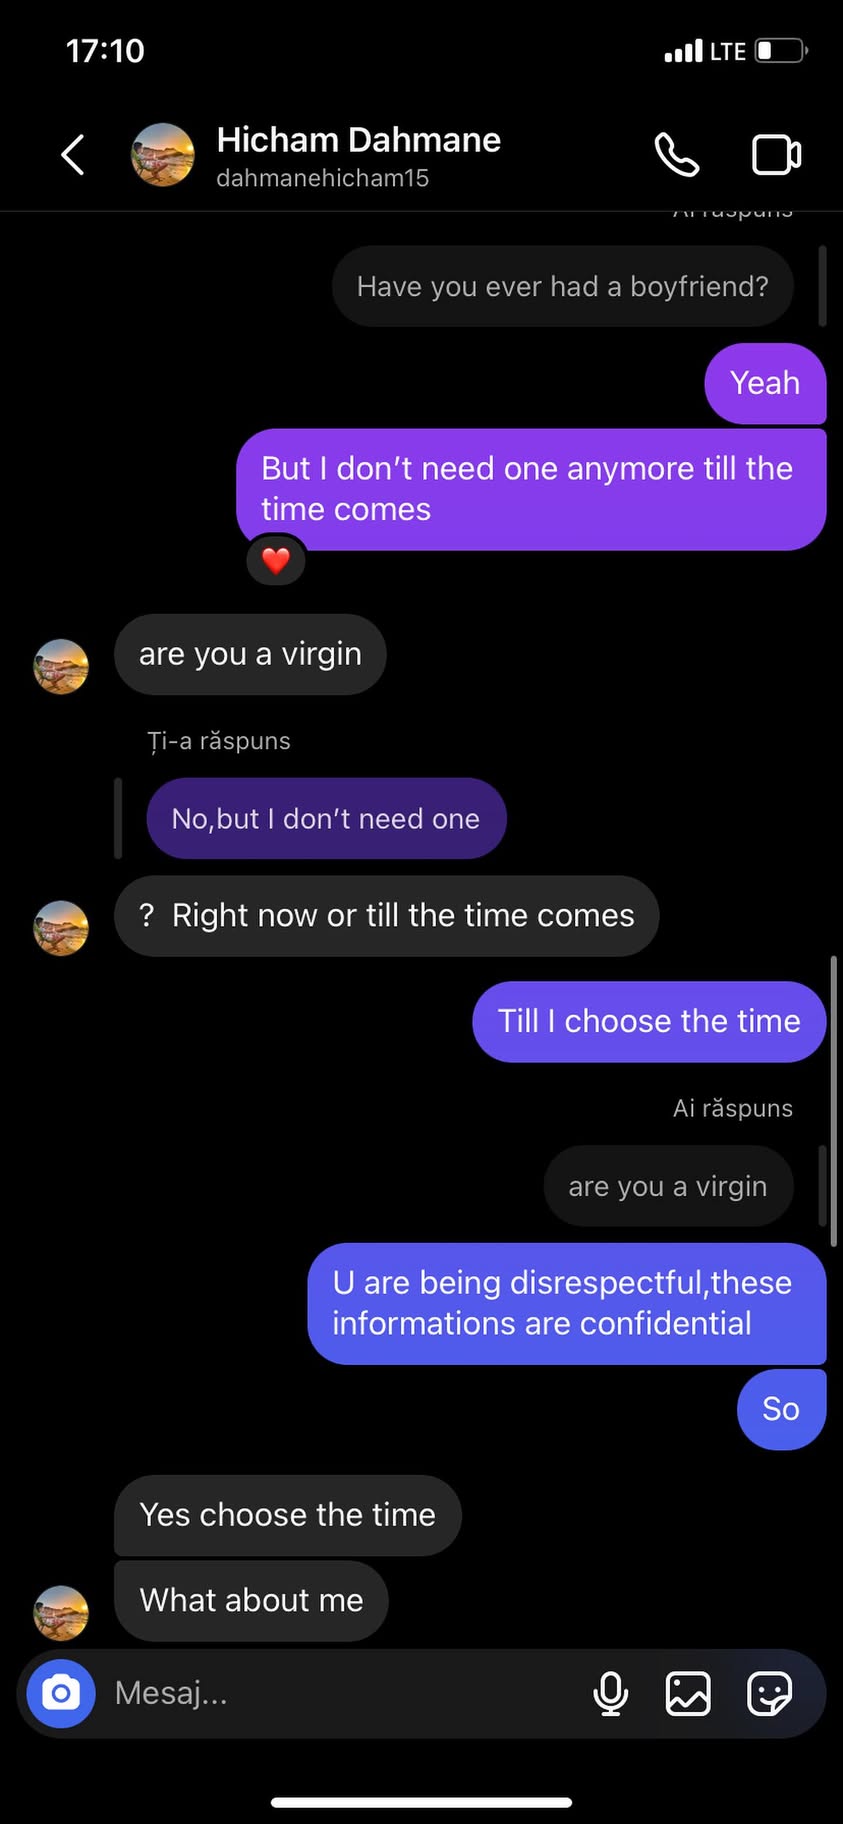 17:10
LTE
Hicham Dahmane
dahmanehicham15
Ai răspuns
Have you ever had a boyfriend?
Yeah
But I don't need one anymore till the
time comes
❤️
are you a virgin
Ți-a răspuns
No,but I don't need one
? Right now or till the time comes
Till I choose the time
Ai răspuns
are you a virgin
U are being disrespectful,these
informations are confidential
So
Yes choose the time
What about me
Mesaj...